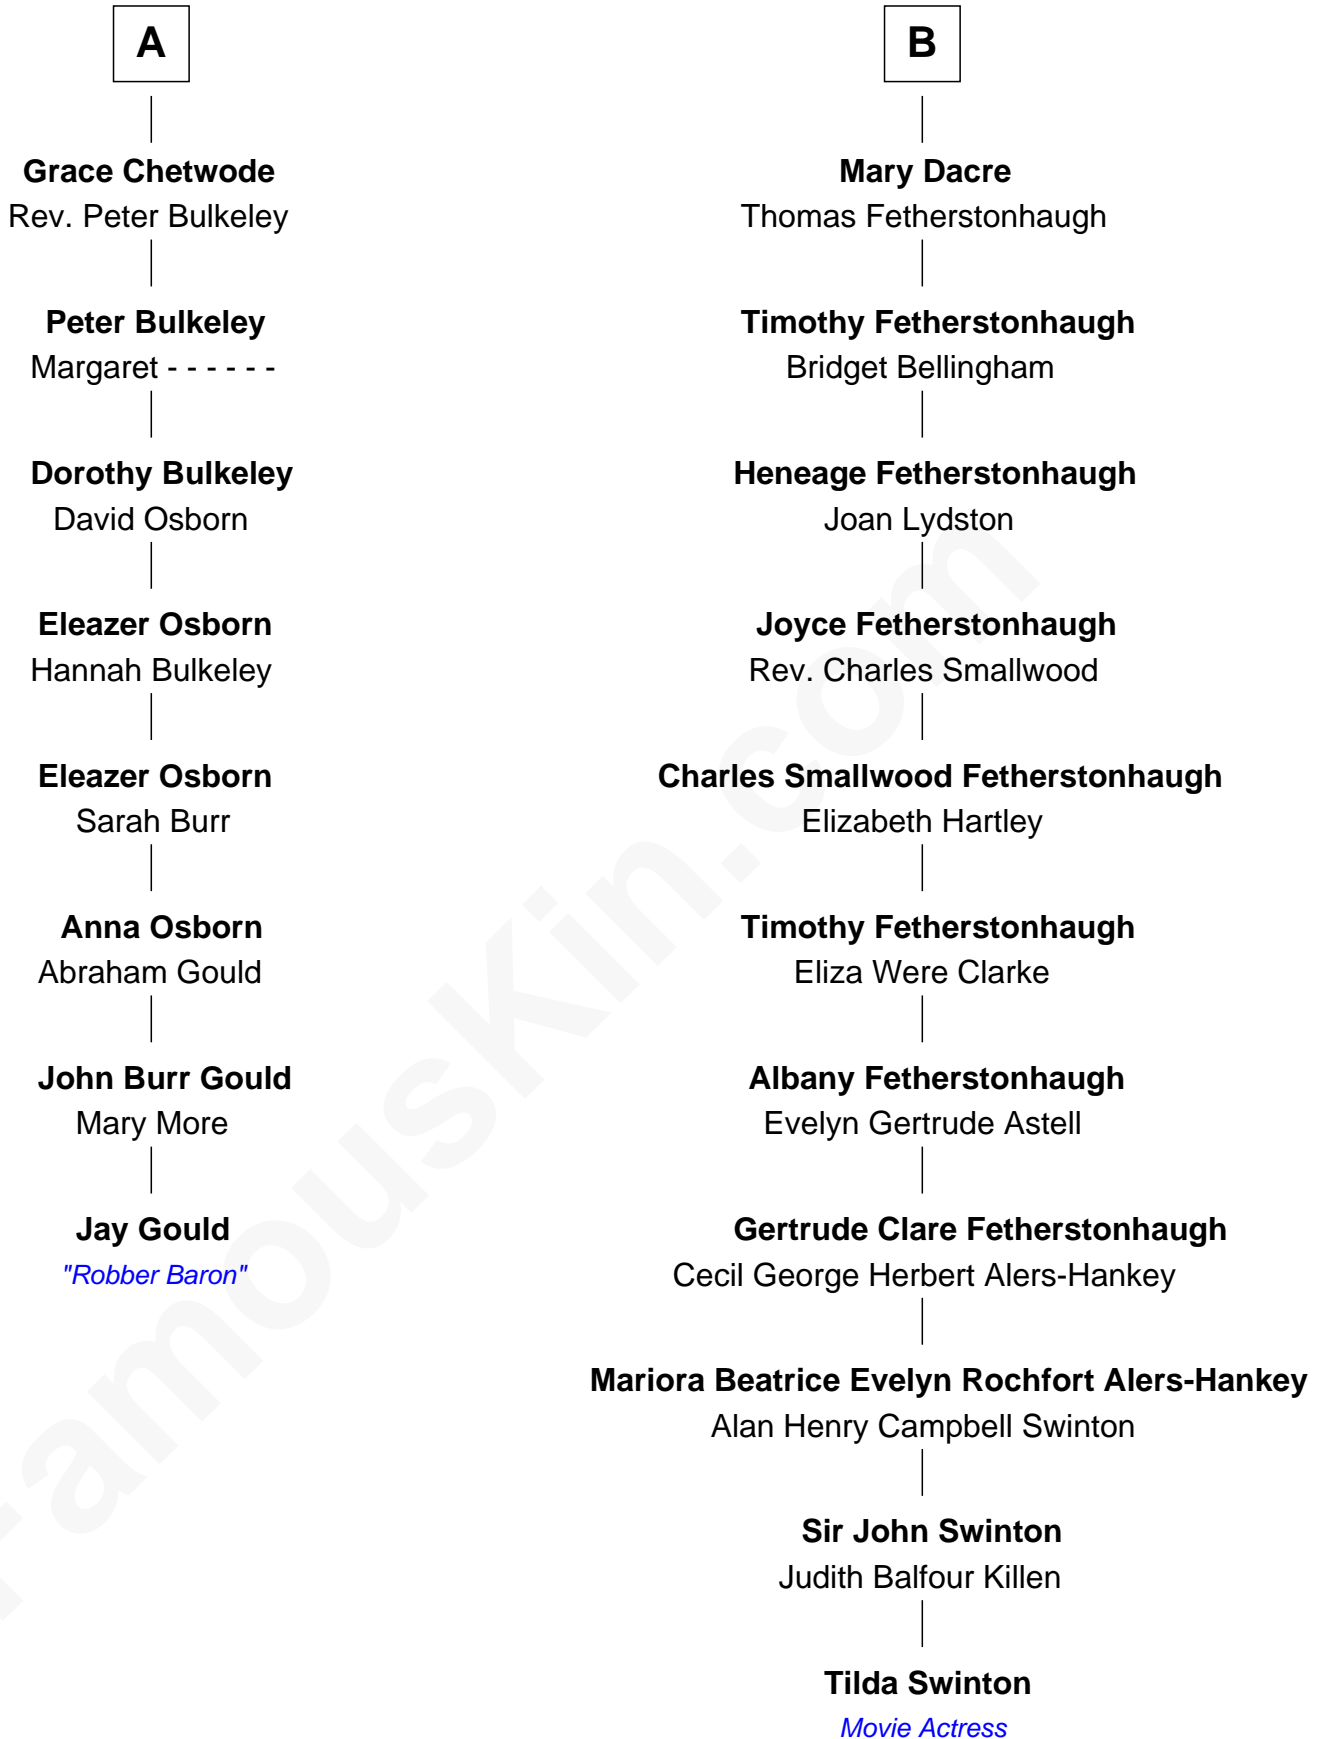 A
Grace Chetwode
Rev. Peter Bulkeley
Peter Bulkeley
Margaret - - - - - -
Dorothy Bulkeley
David Osborn
Eleazer Osborn
Hannah Bulkeley
Eleazer Osborn
Sarah Burr
Anna Osborn
Abraham Gould
John Burr Gould
Mary More
Jay Gould
"Robber Baron"
B
Mary Dacre
Thomas Fetherstonhaugh
Timothy Fetherstonhaugh
Bridget Bellingham
Heneage Fetherstonhaugh
Joan Lydston
Joyce Fetherstonhaugh
Rev. Charles Smallwood
Charles Smallwood Fetherstonhaugh
Elizabeth Hartley
Timothy Fetherstonhaugh
Eliza Were Clarke
Albany Fetherstonhaugh
Evelyn Gertrude Astell
Gertrude Clare Fetherstonhaugh
Cecil George Herbert Alers-Hankey
Mariora Beatrice Evelyn Rochfort Alers-Hankey
Alan Henry Campbell Swinton
Sir John Swinton
Judith Balfour Killen
Tilda Swinton
Movie Actress
FamousKin.com